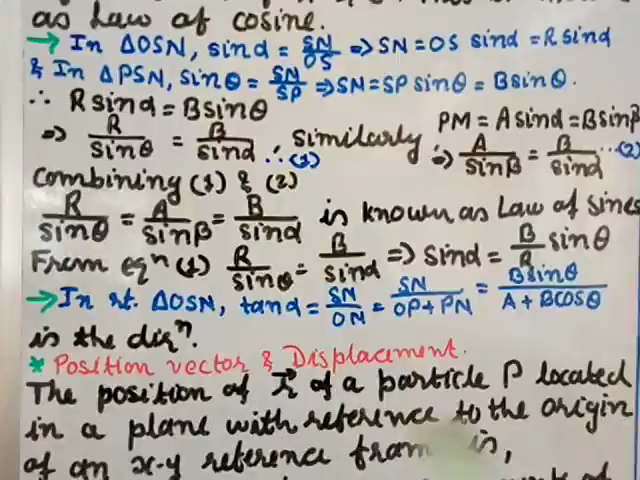 as Law of cosine.
→ In ΔOSN, sinα = SN/OS ⇒ SN = OS sinα = R sinα
& In ΔPSN, sinθ = SN/SP ⇒ SN = SP sinθ = B sinθ.
∴ R sinα = B sinθ
PM = A sinα = B sinβ
⇒ R/sinθ = B/sinα ...(1) Similarly ⇒ A/sinβ = B/sinα ...(2)
Combining (1) & (2)
R/sinθ = A/sinβ = B/sinα is known as Law of sines
From eqⁿ (1) R/sinθ = B/sinα ⇒ sinα = B/R sinθ
→ In rt. ΔOSN, tanα = SN/ON = SN/OP+PN = B sinθ/A + B cosθ
is the dirⁿ.
* Position vector & Displacement.
The position of r⃗ of a particle P located
in a plane with reference to the origin
of an x-y reference fram is,